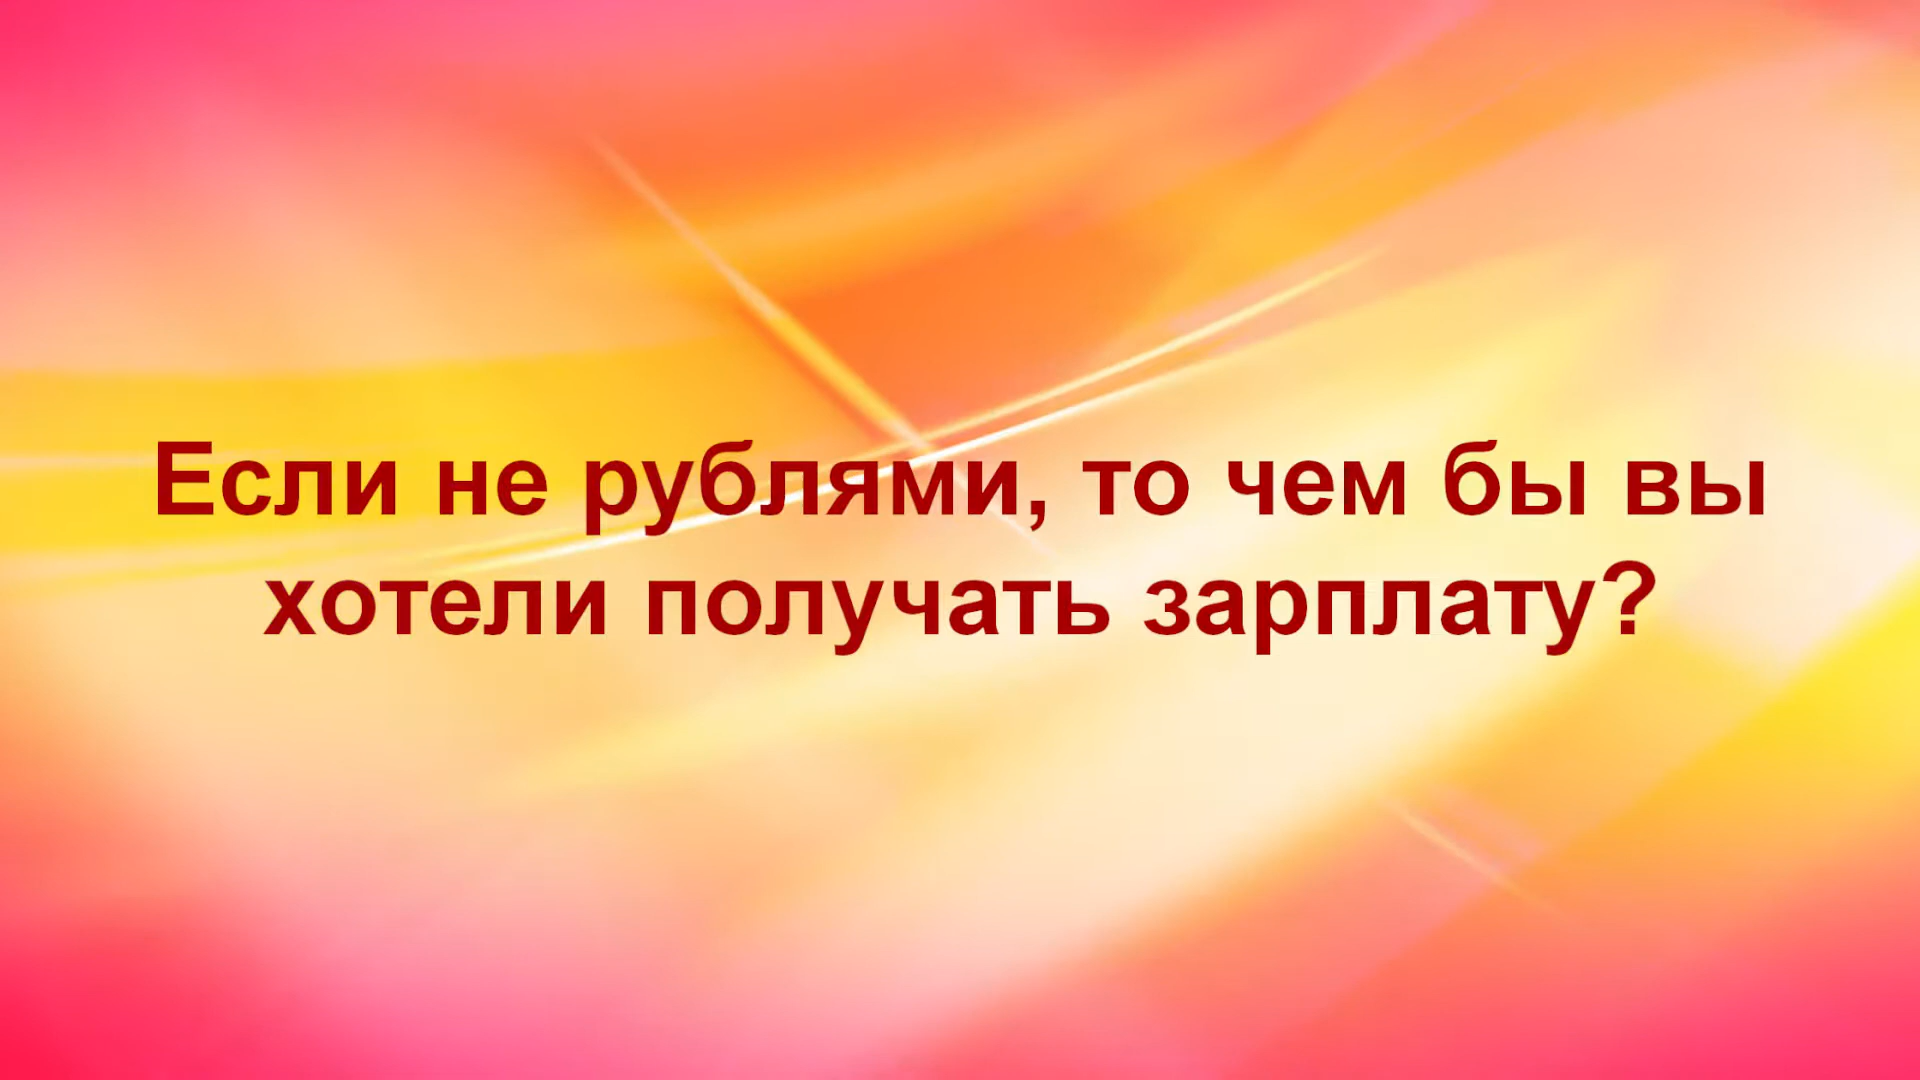 Если не рублями, то чем бы вы
хотели получать зарплату?